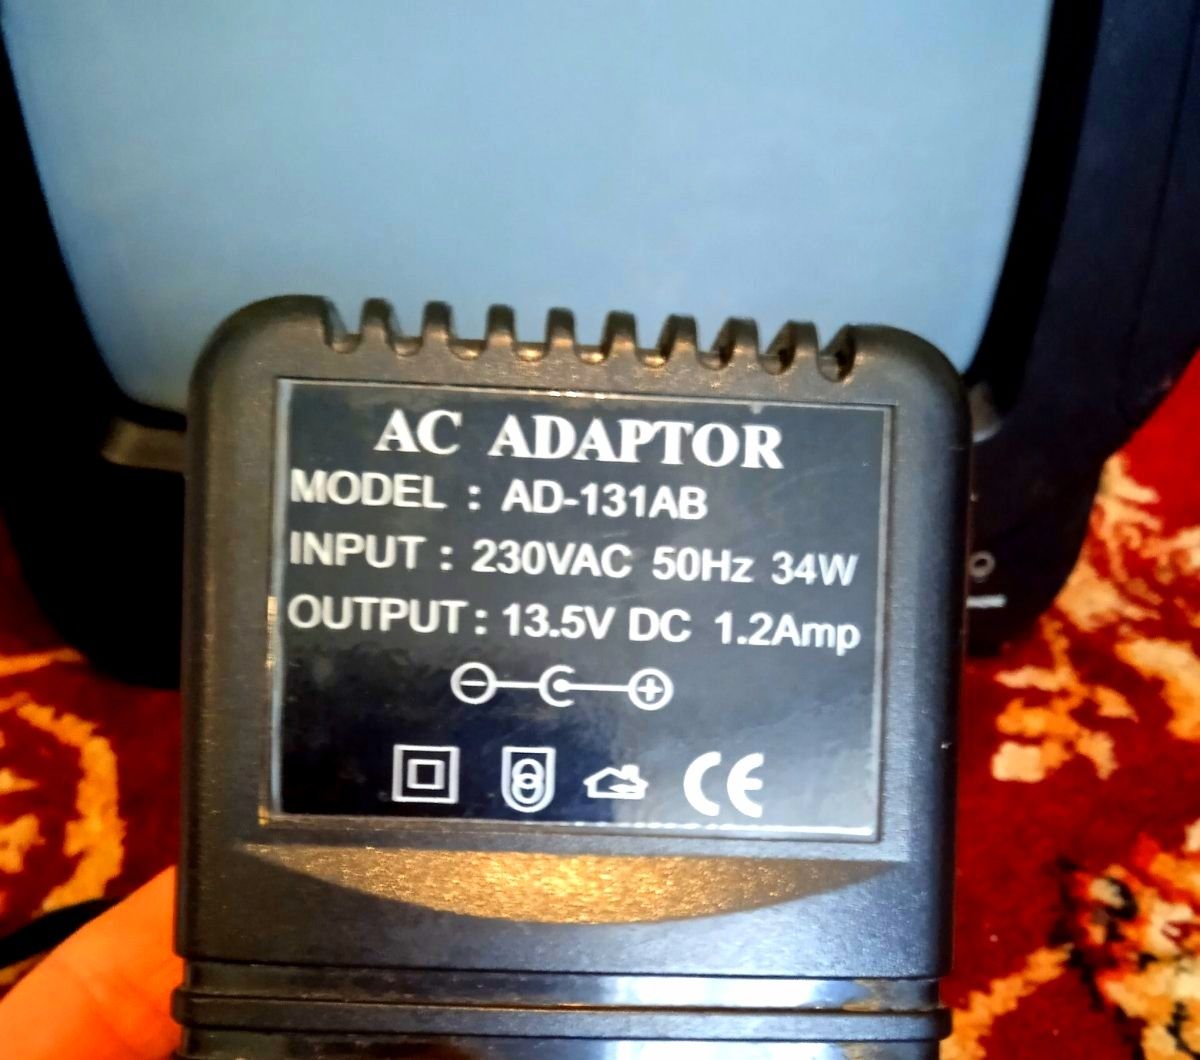 AC ADAPTOR
MODEL : AD-131AB
INPUT : 230VAC 50Hz 34W
OUTPUT : 13.5V DC 1.2Amp
CE